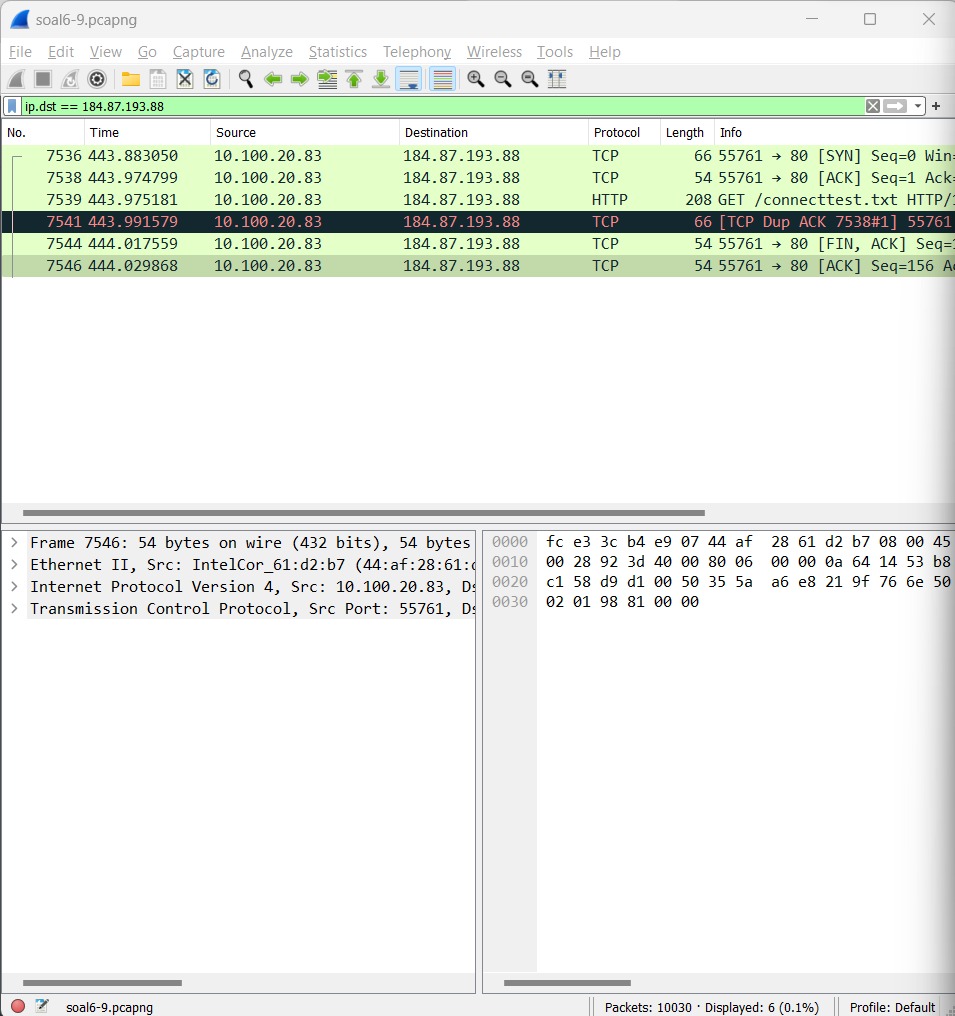 soal6-9.pcapng
File Edit View Go Capture Analyze Statistics Telephony Wireless Tools Help
ip.dst == 184.87.193.88
No. Time Source Destination Protocol Length Info
7536 443.883050 10.100.20.83 184.87.193.88 TCP 66 55761 → 80 [SYN] Seq=0 Win=
7538 443.974799 10.100.20.83 184.87.193.88 TCP 54 55761 → 80 [ACK] Seq=1 Ack=
7539 443.975181 10.100.20.83 184.87.193.88 HTTP 208 GET /connecttest.txt HTTP/1
7541 443.991579 10.100.20.83 184.87.193.88 TCP 66 [TCP Dup ACK 7538#1] 55761
7544 444.017559 10.100.20.83 184.87.193.88 TCP 54 55761 → 80 [FIN, ACK] Seq=1
7546 444.029868 10.100.20.83 184.87.193.88 TCP 54 55761 → 80 [ACK] Seq=156 A
Frame 7546: 54 bytes on wire (432 bits), 54 bytes
Ethernet II, Src: IntelCor_61:d2:b7 (44:af:28:61:d
Internet Protocol Version 4, Src: 10.100.20.83, Ds
Transmission Control Protocol, Src Port: 55761, Ds
0000 fc e3 3c b4 e9 07 44 af 28 61 d2 b7 08 00 45
0010 00 28 92 3d 40 00 80 06 00 00 0a 64 14 53 b8
0020 c1 58 d9 d1 00 50 35 5a a6 e8 21 9f 76 6e 50
0030 02 01 98 81 00 00
soal6-9.pcapng
Packets: 10030 · Displayed: 6 (0.1%)
Profile: Default